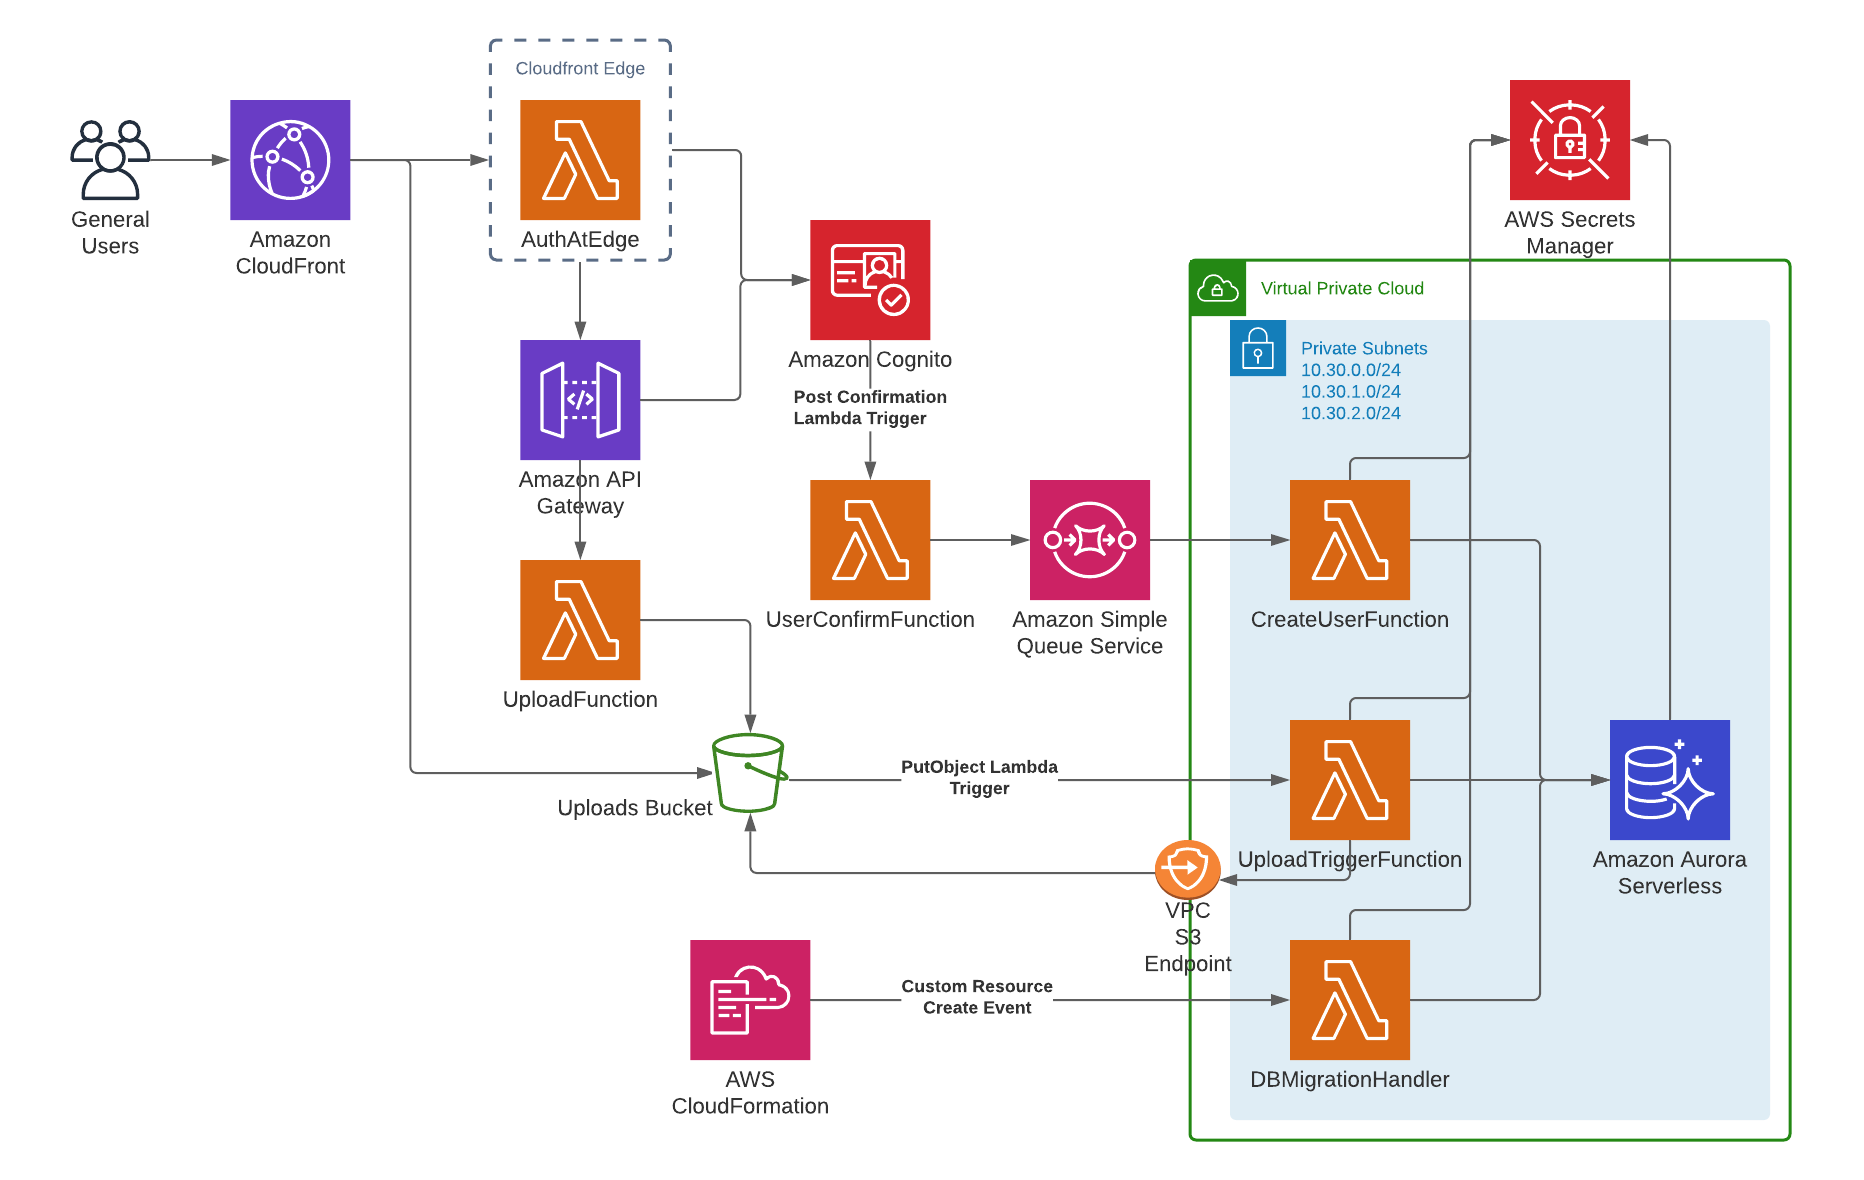 Cloudfront Edge
General
Users
Amazon
CloudFront
AuthAtEdge
AWS Secrets
Manager
Virtual Private Cloud
Private Subnets
10.30.0.0/24
10.30.1.0/24
10.30.2.0/24
Amazon Cognito
Post Confirmation
Lambda Trigger
Amazon API
Gateway
UserConfirmFunction
Amazon Simple
Queue Service
CreateUserFunction
UploadFunction
Uploads Bucket
PutObject Lambda
Trigger
UploadTriggerFunction
Amazon Aurora
Serverless
VPC
S3
Endpoint
Custom Resource
Create Event
AWS
CloudFormation
DBMigrationHandler